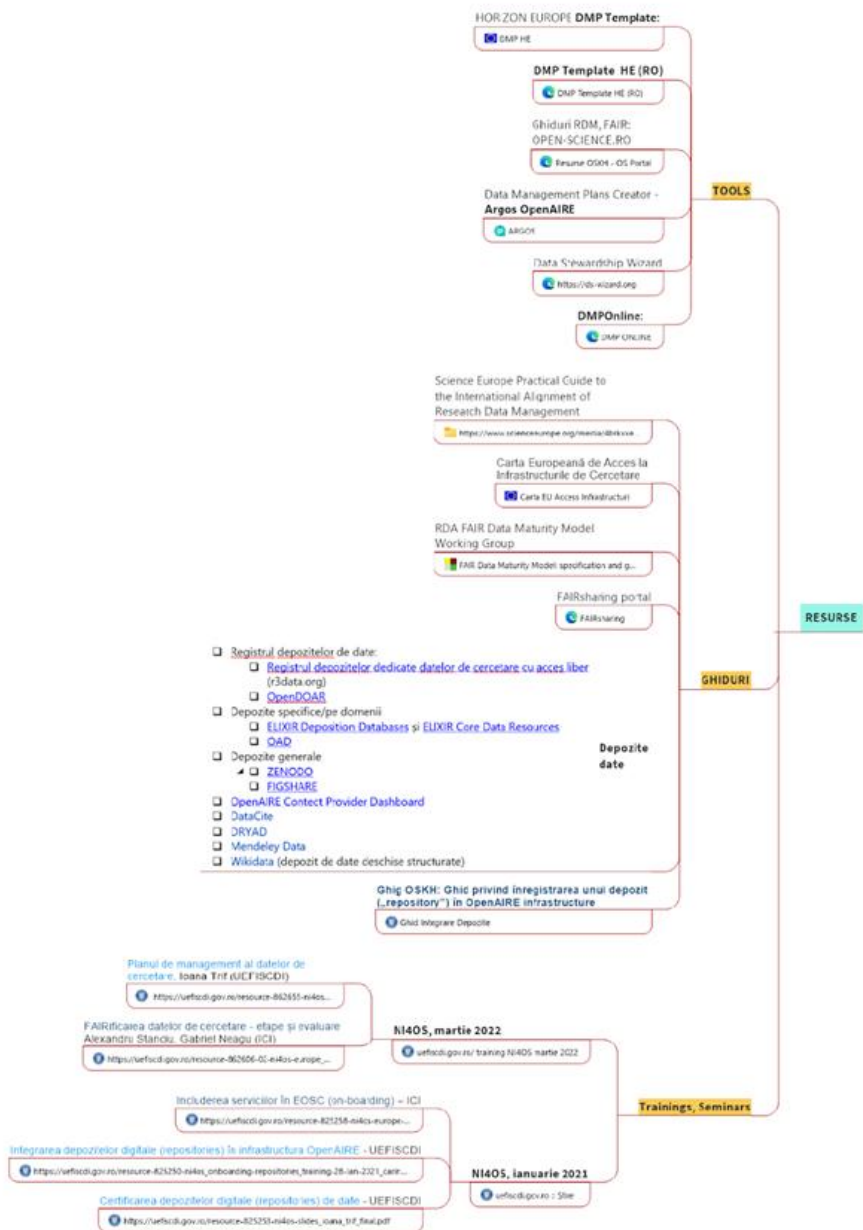 HORIZON EUROPE DMP Template:
DMP HE
DMP Template HE (RO)
DMP Template HE (RO)
Ghiduri RDM, FAIR:
OPEN-SCIENCE.RO
Resurse OSKH - OS Portal
Data Management Plans Creator -
Argos OpenAIRE
ARGOS
Data Stewardship Wizard
https://ds-wizard.org
DMPOnline:
DMP ONLINE
TOOLS
Science Europe Practical Guide to
the International Alignment of
Research Data Management
Carta Europeană de Acces la
Infrastructurile de Cercetare
Carta EU Access Infrastructuri
RDA FAIR Data Maturity Model
Working Group
FAIR Data Maturity Model: specification and g...
FAIRsharing portal
FAIRsharing
RESURSE
GHIDURI
Registrul depozitelor de date:
Registrul depozitelor dedicate datelor de cercetare cu acces liber
(r3data.org)
OpenDOAR
Depozite specifice/pe domenii
ELIXIR Deposition Databases și ELIXIR Core Data Resources
OAD
Depozite generale
ZENODO
FIGSHARE
OpenAIRE Contect Provider Dashboard
DataCite
DRYAD
Mendeley Data
Wikidata (depozit de date deschise structurate)
Depozite
date
Ghig OSKH: Ghid privind inregistrarea unui depozit
(„repository”) în OpenAIRE infrastructure
Ghid Integrare Depozite
Planul de management al datelor de
cercetare, Ioana Trif (UEFISCDI)
https://uefiscdi.gov.ro/resource-862655-ni4os...
FAIRificarea datelor de cercetare - etape și evaluare
Alexandru Stanciu, Gabriel Neagu (ICI)
https://uefiscdi.gov.ro/resource-862606-02-ni4os-europe_...
NI4OS, martie 2022
uefiscdi.gov.ro/ training NI4OS martie 2022
Trainings, Seminars
Includerea serviciilor în EOSC (on-boarding) – ICI
https://uefiscdi.gov.ro/resource-825258-ni4os-europe-...
Integrarea depozitelor digitale (repositories) în infrastructura OpenAIRE - UEFISCDI
https://uefiscdi.gov.ro/resource-825250-ni4os_onboarding-repositories_training-28-ian-2021_
Certificarea depozitelor digitale (repositories) de date - UEFISCDI
https://uefiscdi.gov.ro/resource-825253-ni4os-slides_ioana_trif_final.pdf
NI4OS, ianuarie 2021
uefiscdi.gov.ro :: Știre